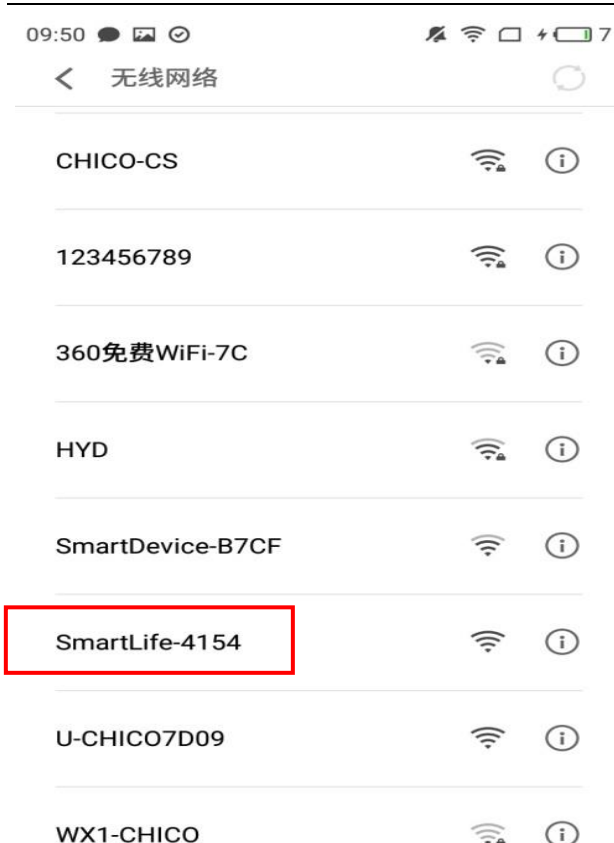 09:50 7
无线网络
CHICO-CS
123456789
360免费WiFi-7C
HYD
SmartDevice-B7CF
SmartLife-4154
U-CHICO7D09
WX1-CHICO